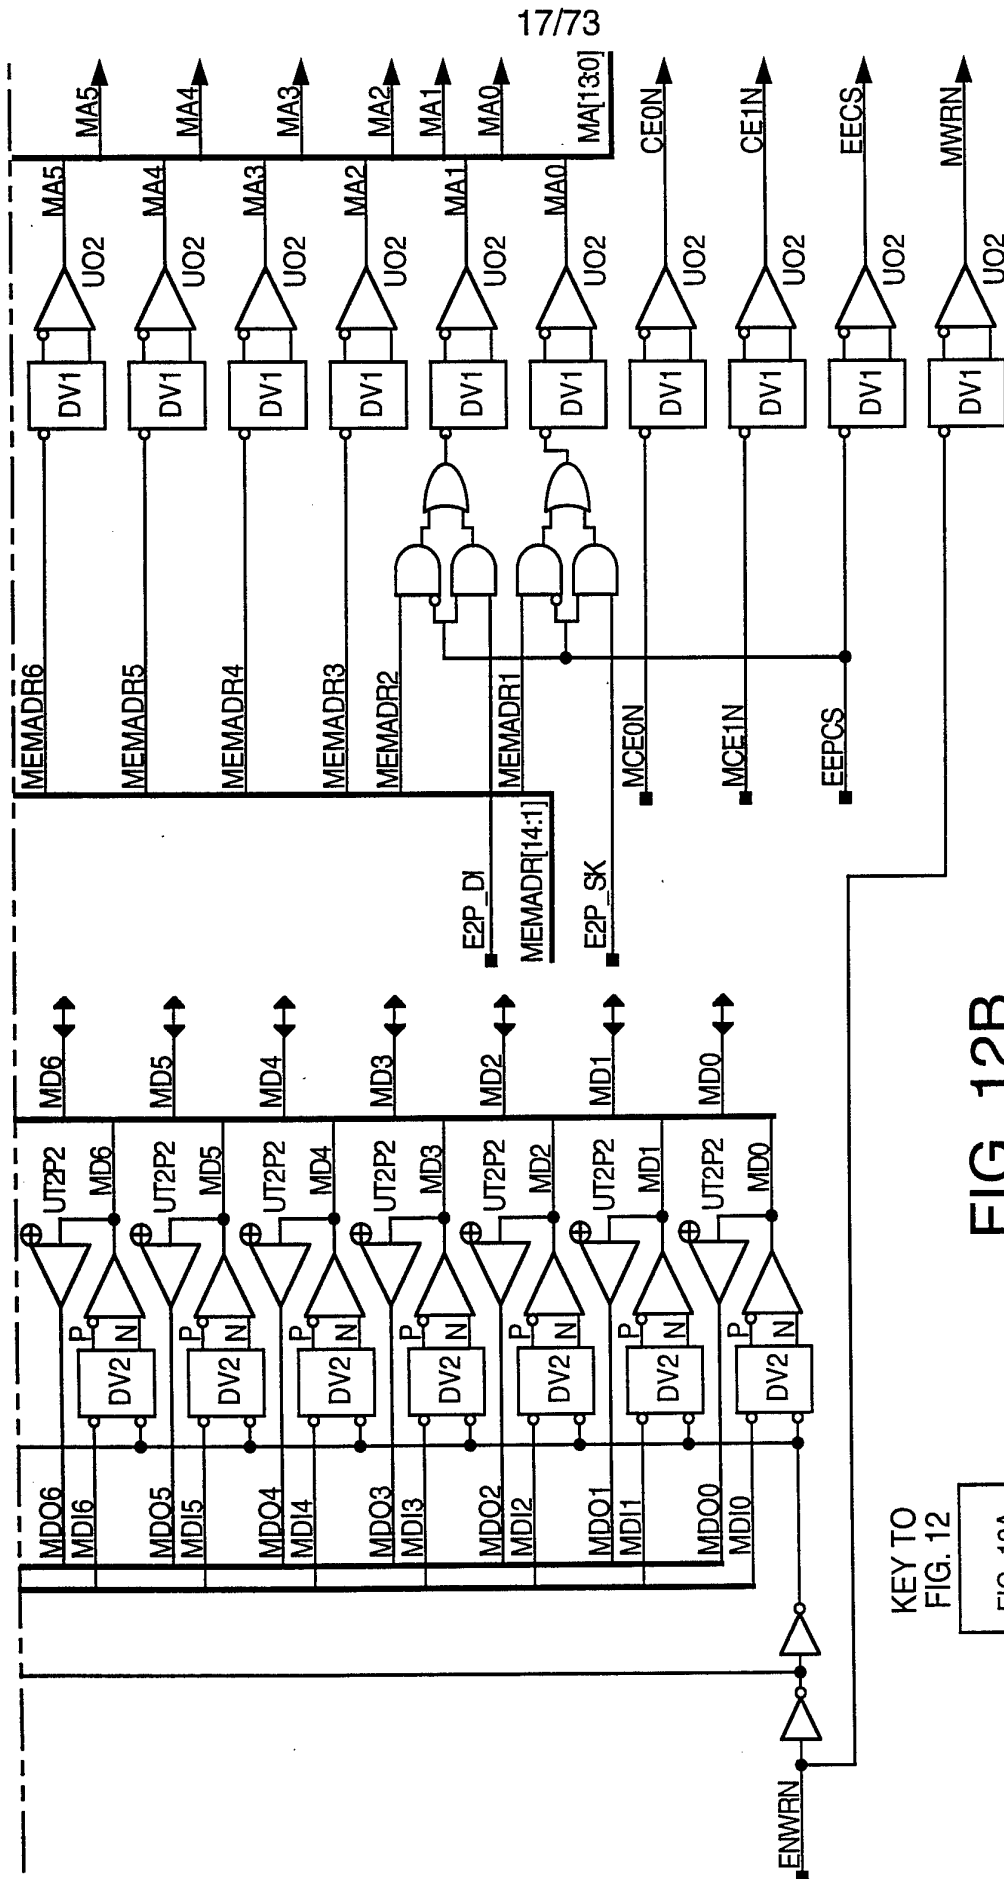 17/73
MA5
MA4
MA3
MA2
MA1
MA0
MA[13:0]
CE0N
CE1N
EECS
MWRN
MA5
MA4
MA3
MA2
MA1
MA0
UO2
UO2
UO2
UO2
UO2
UO2
UO2
UO2
UO2
UO2
DV1
DV1
DV1
DV1
DV1
DV1
DV1
DV1
DV1
DV1
MEMADR6
MEMADR5
MEMADR4
MEMADR3
MEMADR2
MEMADR1
MCE0N
MCE1N
EEPCS
E2P_DI
MEMADR[14:1]
E2P_SK
MD6
MD5
MD4
MD3
MD2
MD1
MD0
UT2P2
MD6
UT2P2
MD5
UT2P2
MD4
UT2P2
MD3
UT2P2
MD2
UT2P2
MD1
UT2P2
MD0
P
N
P
N
P
N
P
N
P
N
P
N
P
N
DV2
DV2
DV2
DV2
DV2
DV2
DV2
MDO6
MDI6
MDO5
MDI5
MDO4
MDI4
MDO3
MDI3
MDO2
MDI2
MDO1
MDI1
MDO0
MDI0
ENWRN
FIG. 12B
KEY TO
FIG. 12
FIG. 12A